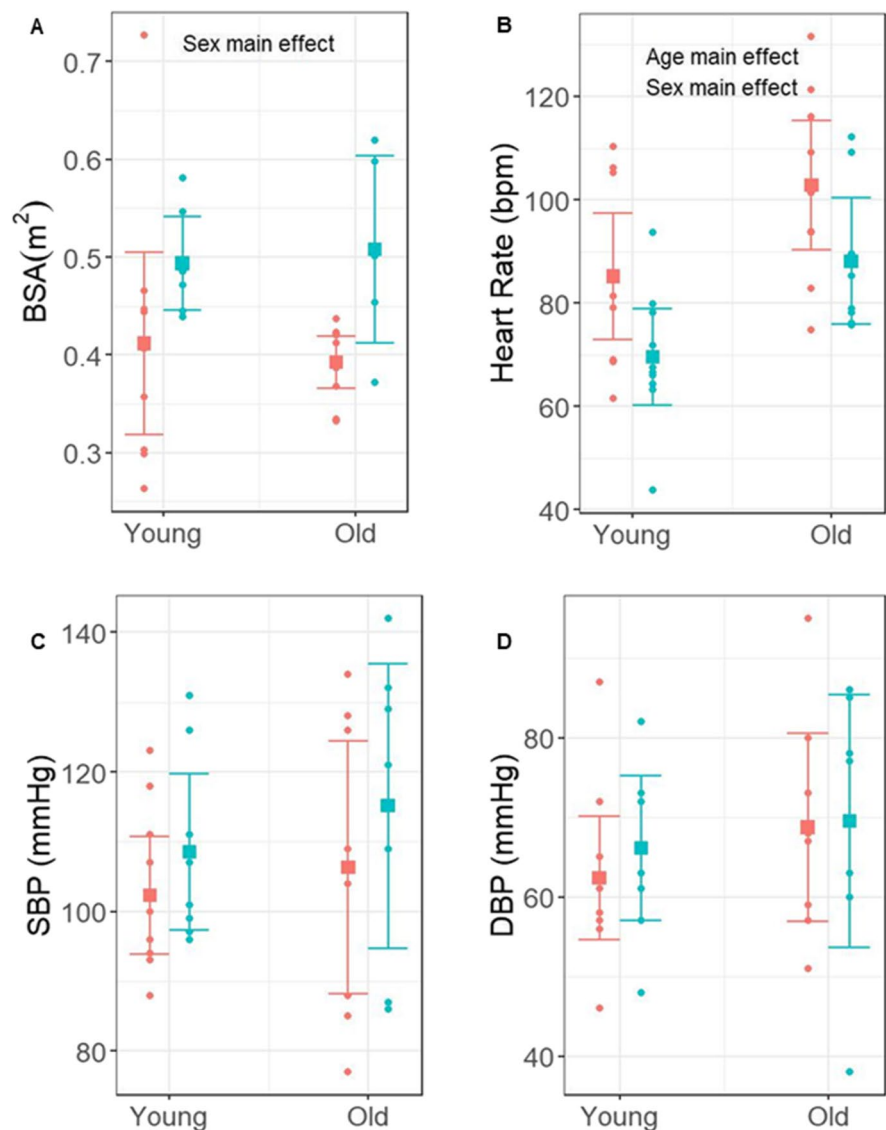 A
Sex main effect
BSA(m²)
0.7
0.6
0.5
0.4
0.3
Young Old
B
Age main effect
Sex main effect
Heart Rate (bpm)
120
100
80
60
40
Young Old
C
SBP (mmHg)
140
120
100
80
Young Old
D
DBP (mmHg)
80
60
40
Young Old